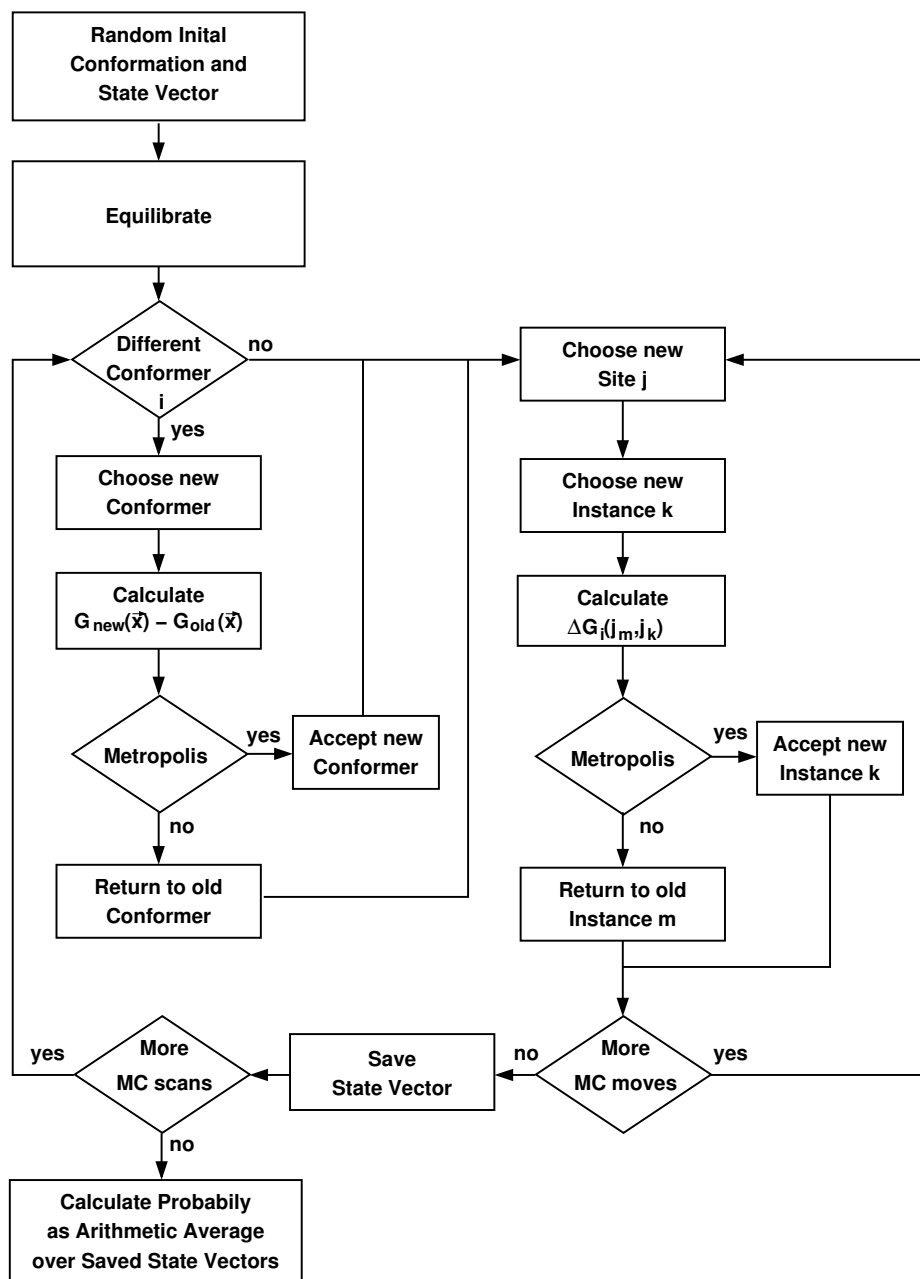 Random Inital
Conformation and
State Vector
Equilibrate
Different
Conformer
i
no
yes
Choose new
Conformer
Calculate
G new(x⃗) – G old (x⃗)
Metropolis
yes
Accept new
Conformer
no
Return to old
Conformer
Choose new
Site j
Choose new
Instance k
Calculate
ΔG i(j m,j k)
Metropolis
yes
Accept new
Instance k
no
Return to old
Instance m
More
MC moves
yes
no
Save
State Vector
More
MC scans
yes
no
Calculate Probabily
as Arithmetic Average
over Saved State Vectors